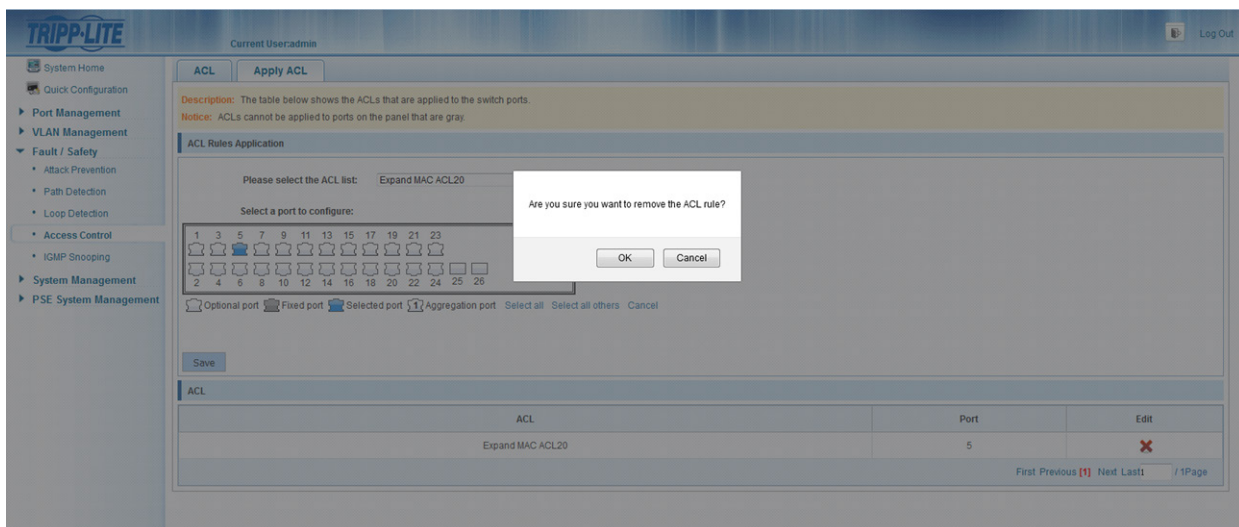 TRIPP·LITE
Current User:admin
Log Out
System Home
Quick Configuration
Port Management
VLAN Management
Fault / Safety
Attack Prevention
Path Detection
Loop Detection
Access Control
IGMP Snooping
System Management
PSE System Management
ACL Apply ACL
Description: The table below shows the ACLs that are applied to the switch ports.
Notice: ACLs cannot be applied to ports on the panel that are gray
ACL Rules Application
Please select the ACL list: Expand MAC ACL20
Select a port to configure:
1 3 5 7 9 11 13 15 17 19 21 23
2 4 6 8 10 12 14 16 18 20 22 24 25 26
Optional port Fixed port Selected port 1 Aggregation port Select all Select all others Cancel
Are you sure you want to remove the ACL rule?
OK Cancel
Save
ACL
ACL Port Edit
Expand MAC ACL20 5
First Previous [1] Next Last 1 / 1Page